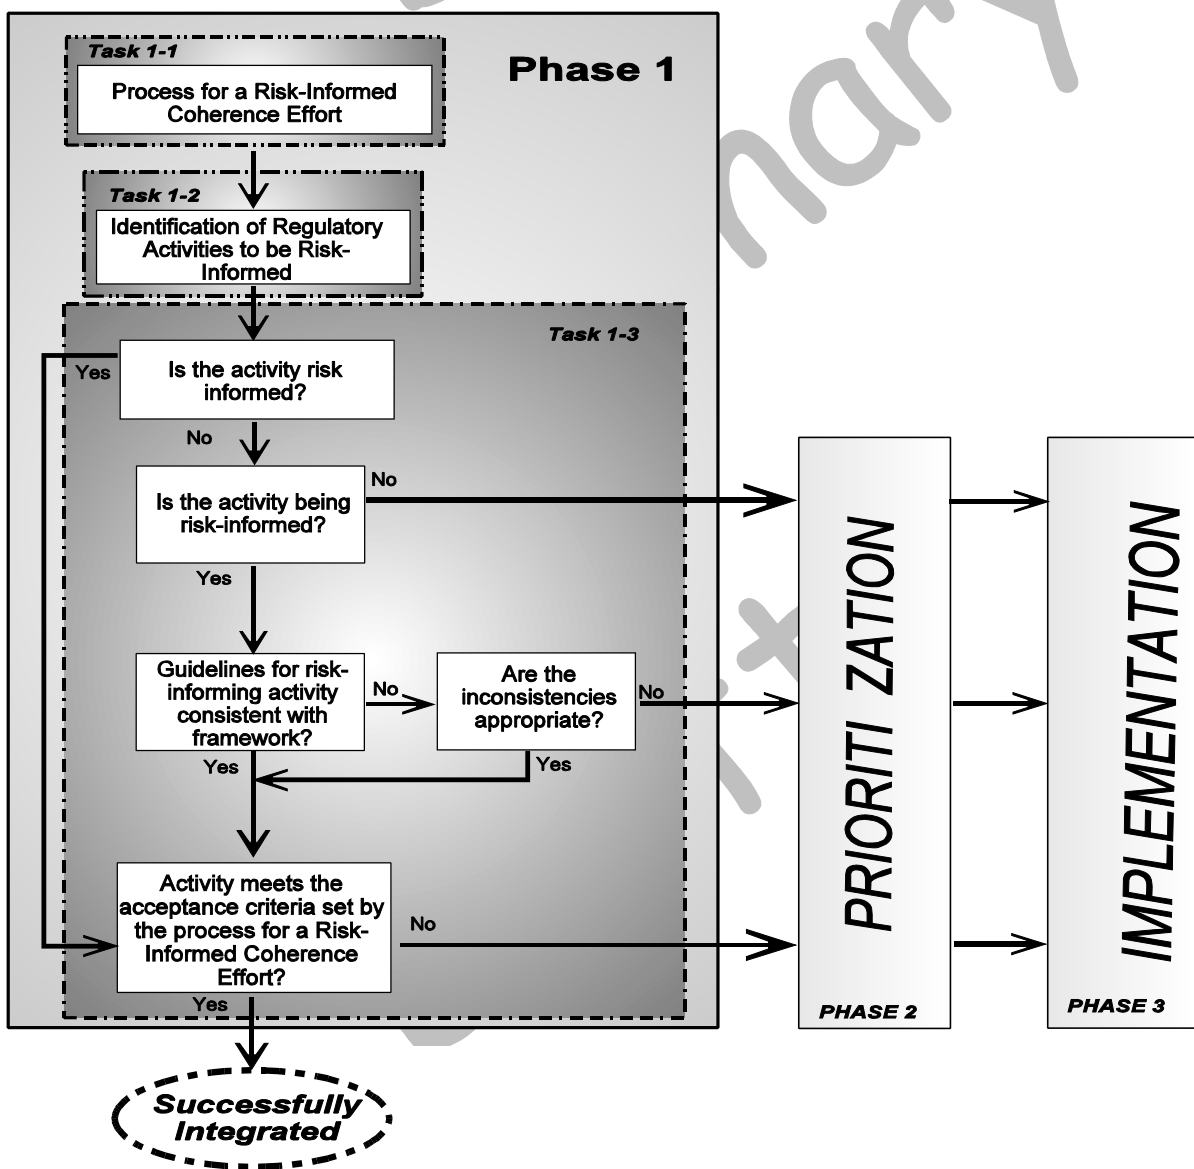 Phase 1
Task 1-1
Process for a Risk-Informed
Coherence Effort
Task 1-2
Identification of Regulatory
Activities to be Risk-
Informed
Task 1-3
Yes
Is the activity risk
informed?
No
Is the activity being
risk-informed?
No
Yes
Guidelines for risk-
informing activity
consistent with
framework?
No
Are the
inconsistencies
appropriate?
No
Yes
Yes
Activity meets the
acceptance criteria set by
the process for a Risk-
Informed Coherence
Effort?
No
Yes
Successfully
Integrated
PRIORITI ZATION
PHASE 2
IMPLEMENTATION
PHASE 3